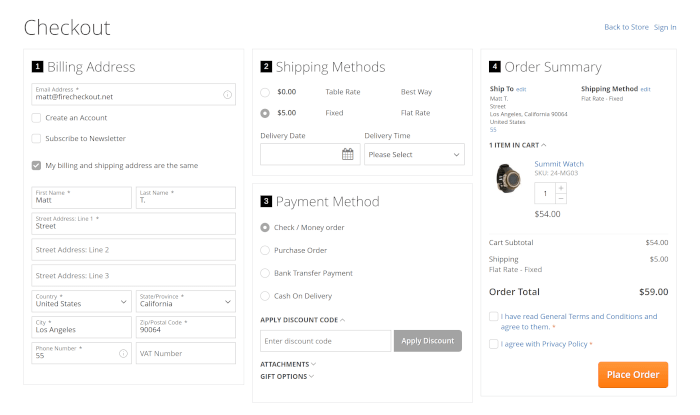 Checkout
Back to Store Sign In
1 Billing Address
Email Address *
matt@firecheckout.net
Create an Account
Subscribe to Newsletter
My billing and shipping address are the same
First Name *
Matt
Last Name *
T.
Street Address: Line 1 *
Street
Street Address: Line 2
Street Address: Line 3
Country *
United States
State/Province *
California
City *
Los Angeles
Zip/Postal Code *
90064
Phone Number *
55
VAT Number
2 Shipping Methods
$0.00 Table Rate Best Way
$5.00 Fixed Flat Rate
Delivery Date
Delivery Time
Please Select
3 Payment Method
Check / Money order
Purchase Order
Bank Transfer Payment
Cash On Delivery
APPLY DISCOUNT CODE
Enter discount code
Apply Discount
ATTACHMENTS
GIFT OPTIONS
4 Order Summary
Ship To edit
Matt T.
Street
Los Angeles, California 90064
United States
55
Shipping Method edit
Flat Rate - Fixed
1 ITEM IN CART
Summit Watch
SKU: 24-MG03
1
+
−
$54.00
Cart Subtotal $54.00
Shipping $5.00
Flat Rate - Fixed
Order Total $59.00
I have read General Terms and Conditions and
agree to them. *
I agree with Privacy Policy *
Place Order